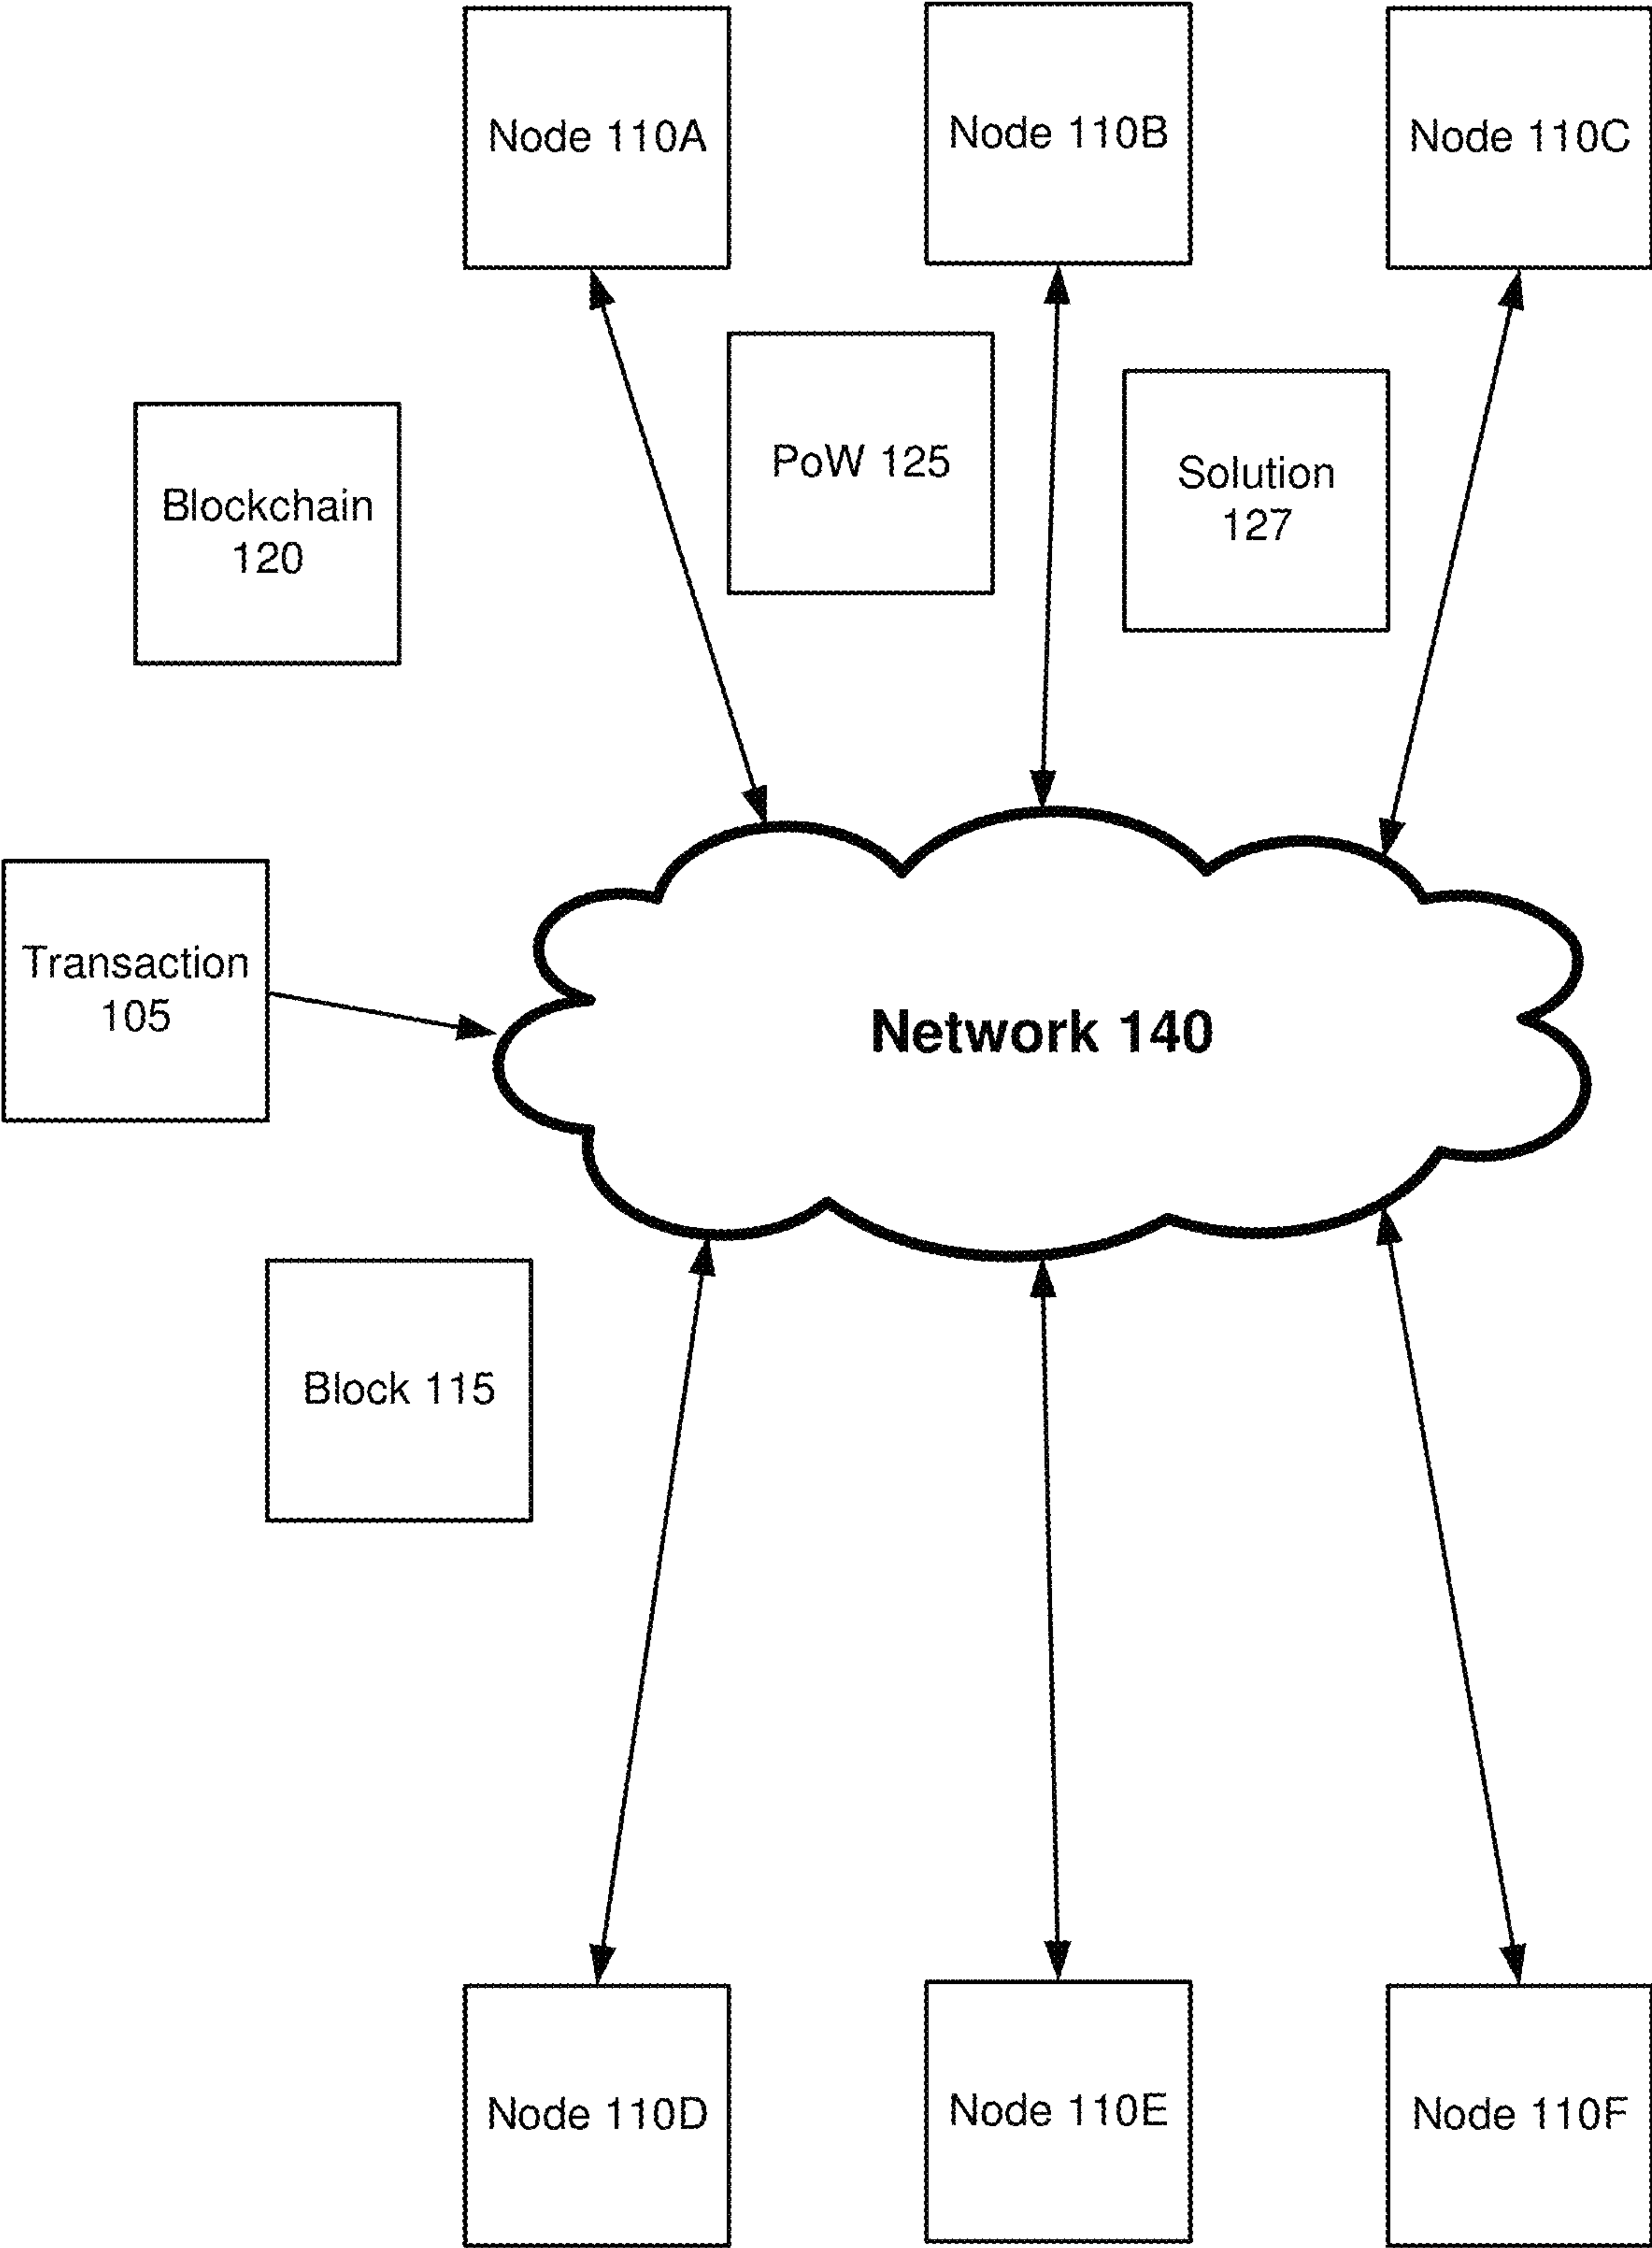 Node 110A
Node 110B
Node 110C
PoW 125
Solution
127
Blockchain
120
Transaction
105
Network 140
Block 115
Node 110D
Node 110E
Node 110F